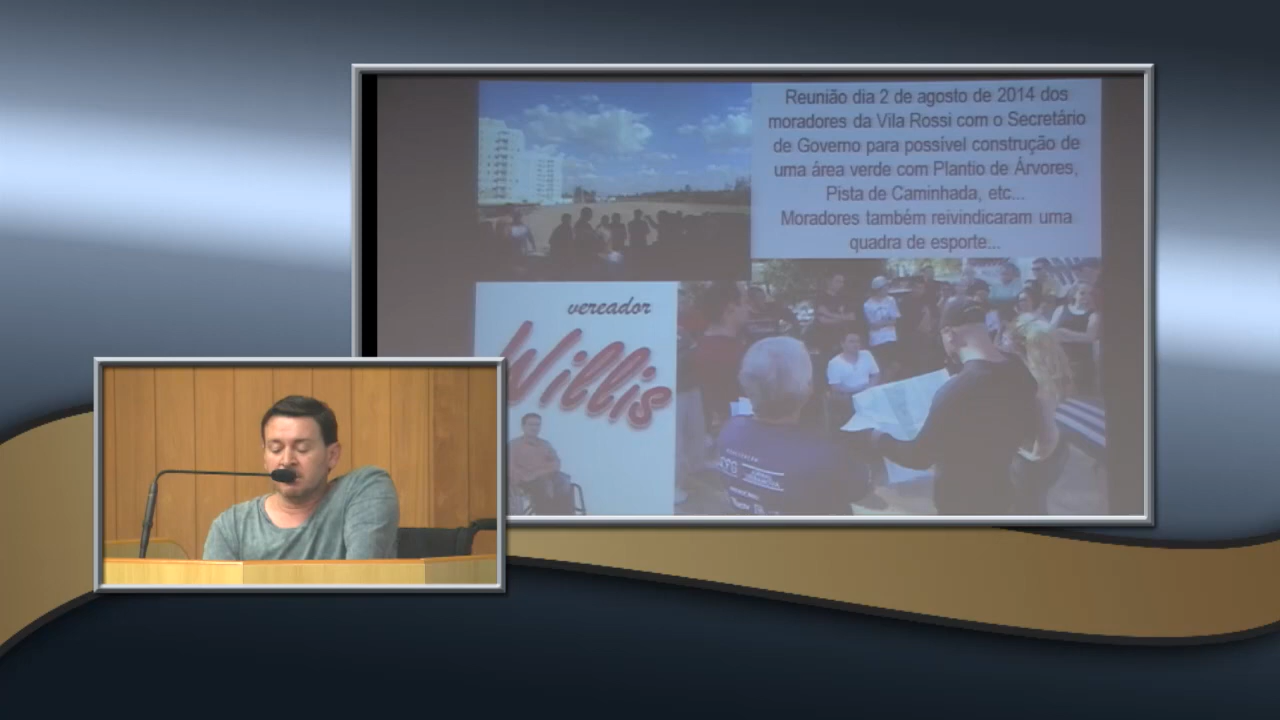 Reunião dia 2 de agosto de 2014 dos
moradores da Vila Rossi com o Secretário
de Governo para possível construção de
uma área verde com Plantio de Árvores,
Pista de Caminhada, etc...
Moradores também reivindicaram uma
quadra de esporte...
vereador
Willis